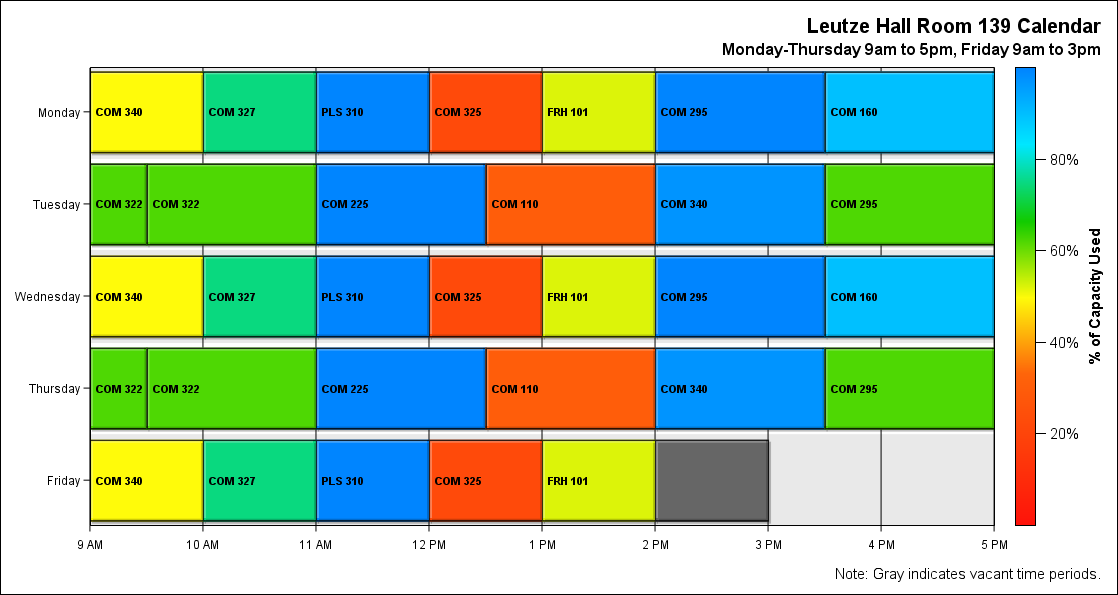 Leutze Hall Room 139 Calendar
Monday-Thursday 9am to 5pm, Friday 9am to 3pm
Monday COM 340 COM 327 PLS 310 COM 325 FRH 101 COM 295 COM 160
80%
Tuesday COM 322 COM 322 COM 225 COM 110 COM 340 COM 295
60%
% of Capacity Used
Wednesday COM 340 COM 327 PLS 310 COM 325 FRH 101 COM 295 COM 160
40%
Thursday COM 322 COM 322 COM 225 COM 110 COM 340 COM 295
20%
Friday COM 340 COM 327 PLS 310 COM 325 FRH 101
9 AM 10 AM 11 AM 12 PM 1 PM 2 PM 3 PM 4 PM 5 PM
Note: Gray indicates vacant time periods.